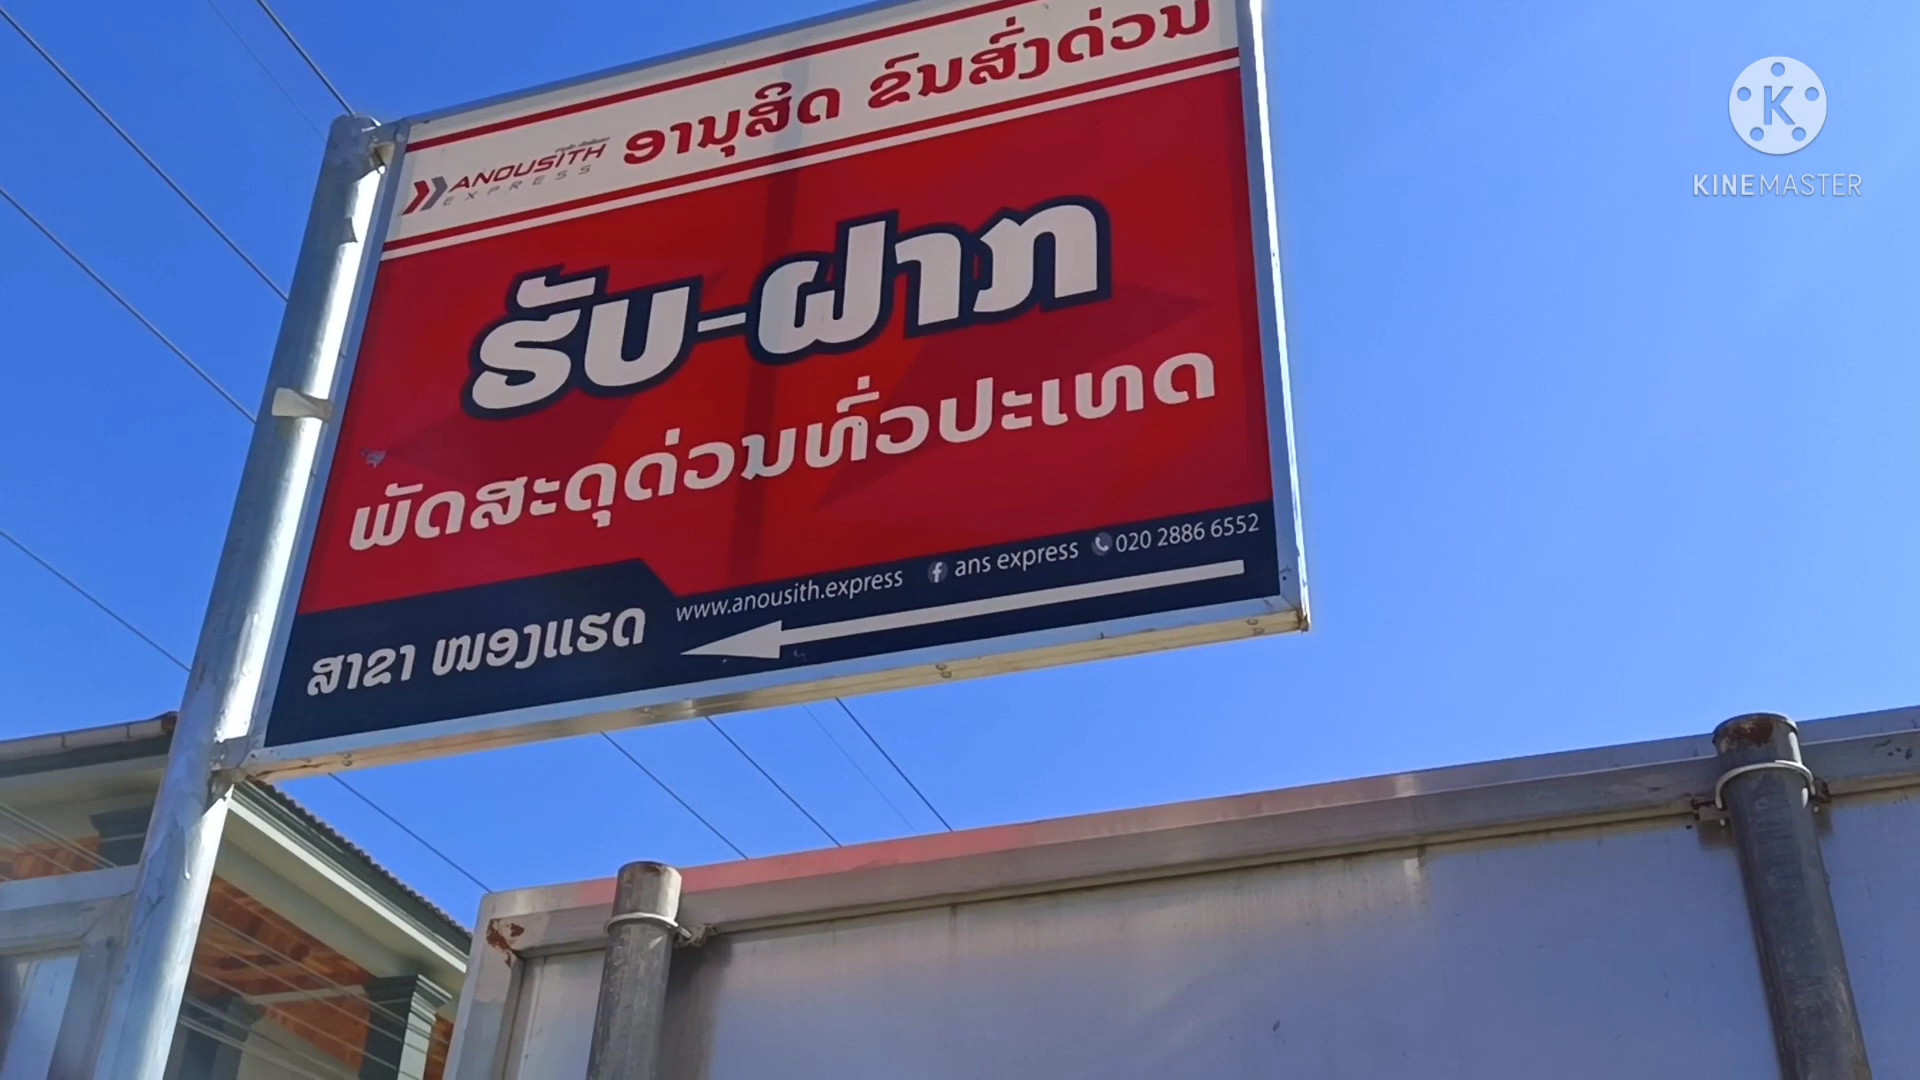 ອານຸສິດ ຂົນສົ່ງດ່ວນ
ANOUSITH
EXPRESS
ຮັບ-ຝາກ
ພັດສະດຸດ່ວນທົ່ວປະເທດ
www.anousith.express ans express 020 2886 6552
ສາຂາ ໜອງແຮດ
K
KINEMASTER